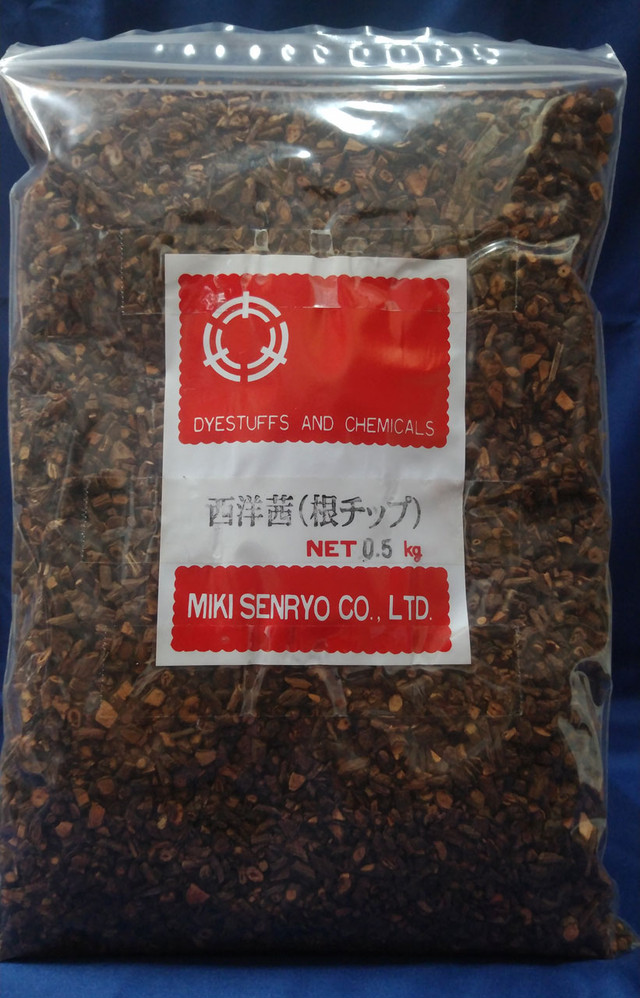 DYESTUFFS AND CHEMICALS
西洋茜(根チップ)
NET 0.5 kg
MIKI SENRYO CO., LTD.